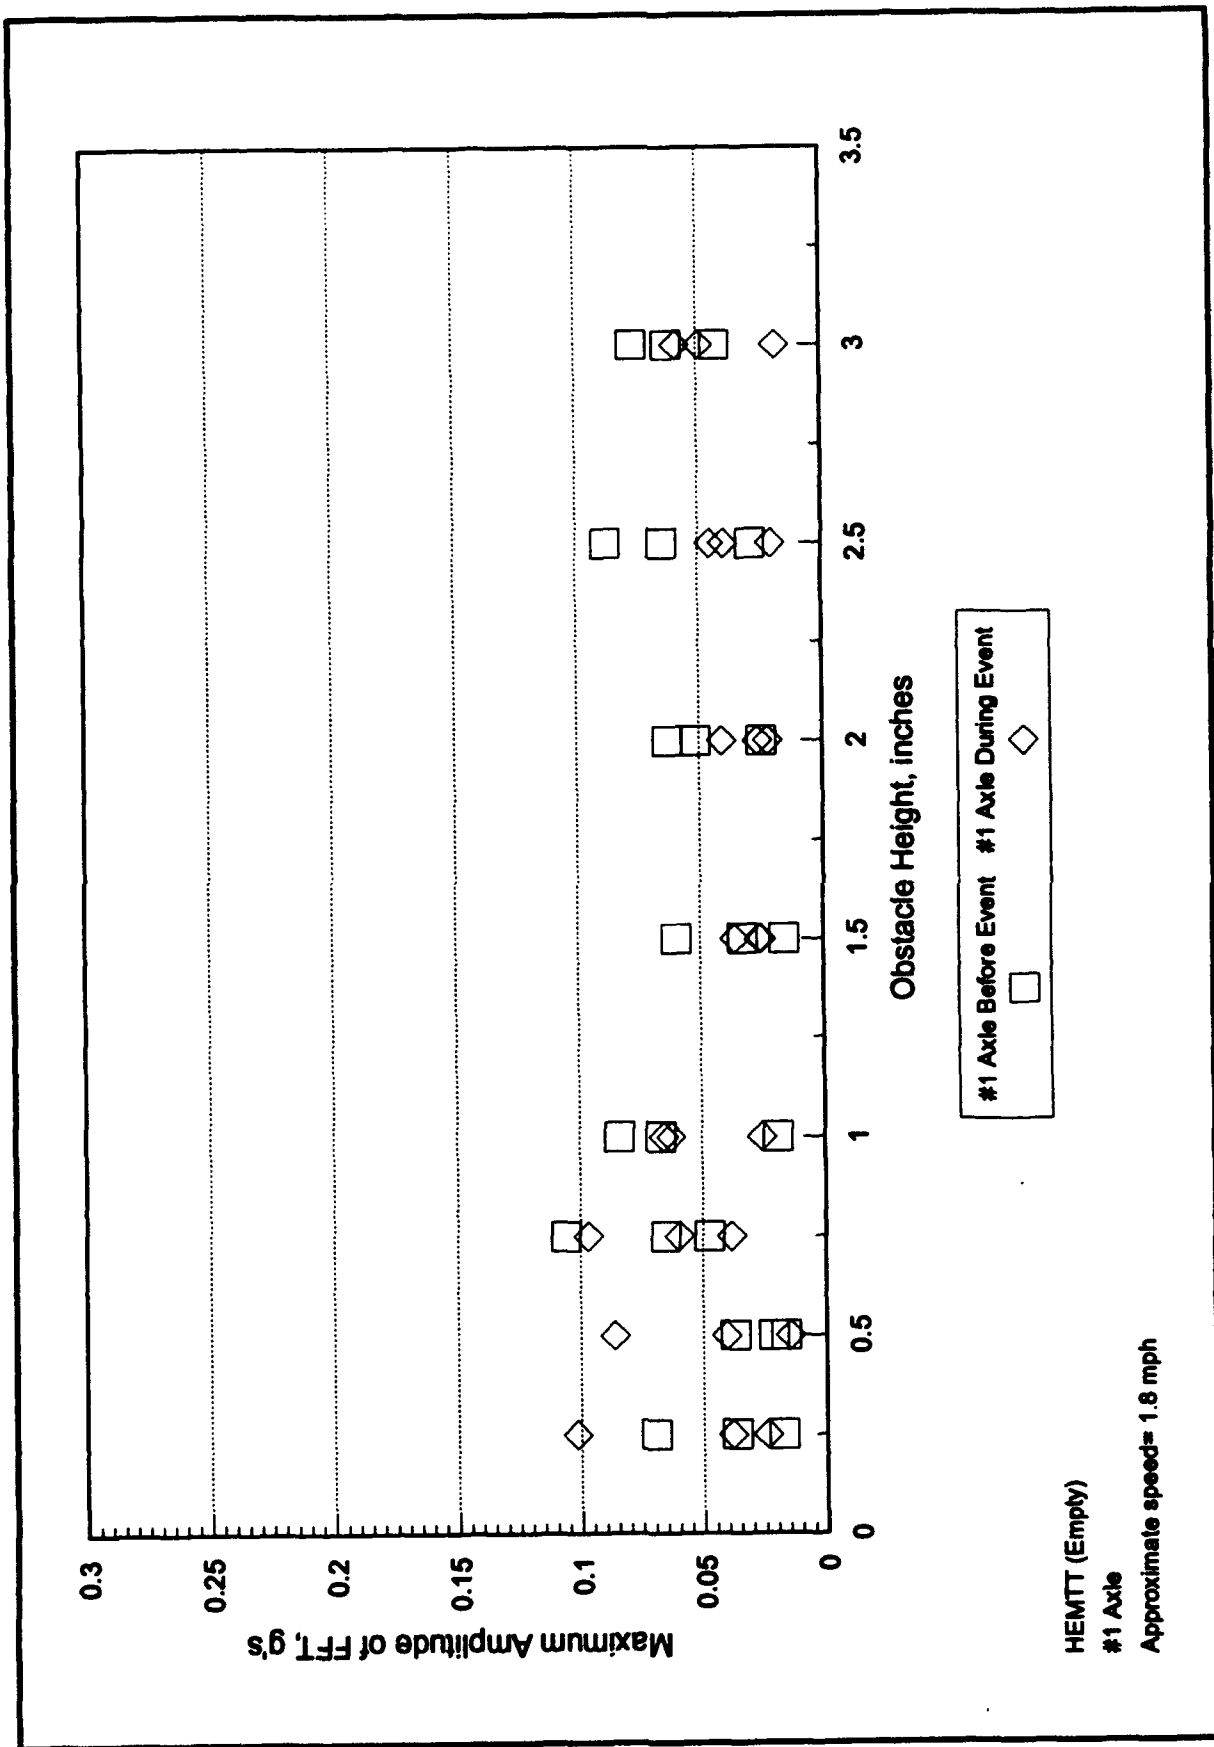 Maximum Amplitude of FFT, g's
0.3
0.25
0.2
0.15
0.1
0.05
0
0 0.5 1 1.5 2 2.5 3 3.5
Obstacle Height, inches
#1 Axle Before Event #1 Axle During Event
HEMTT (Empty)
#1 Axle
Approximate speed= 1.8 mph